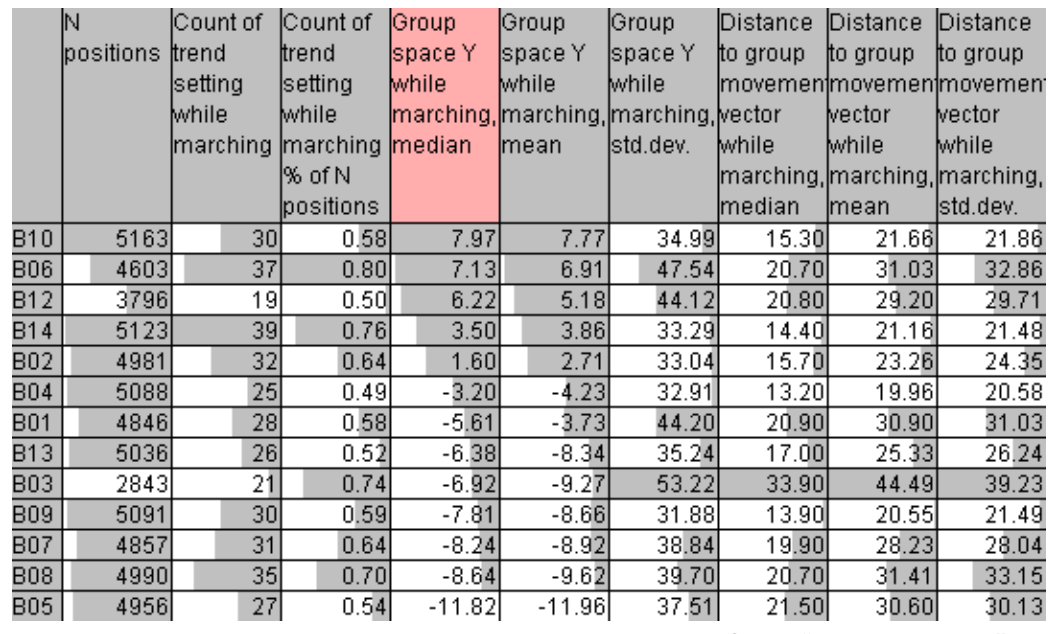 N positions	Count of trend setting while marching	Count of trend setting while marching % of N positions	Group space Y while marching, median	Group space Y while marching, mean	Group space Y while marching, std.dev.	Distance to group movement vector while marching, median	Distance to group movement vector while marching, mean	Distance to group movement vector while marching, std.dev.
B10	5163	30	0.58	7.97	7.77	34.99	15.30	21.66	21.86
B06	4603	37	0.80	7.13	6.91	47.54	20.70	31.03	32.86
B12	3796	19	0.50	6.22	5.18	44.12	20.80	29.20	29.71
B14	5123	39	0.76	3.50	3.86	33.29	14.40	21.16	21.48
B02	4981	32	0.64	1.60	2.71	33.04	15.70	23.26	24.35
B04	5088	25	0.49	-3.20	-4.23	32.91	13.20	19.96	20.58
B01	4846	28	0.58	-5.61	-3.73	44.20	20.90	30.90	31.03
B13	5036	26	0.52	-6.38	-8.34	35.24	17.00	25.33	26.24
B03	2843	21	0.74	-6.92	-9.27	53.22	33.90	44.49	39.23
B09	5091	30	0.59	-7.81	-8.66	31.88	13.90	20.55	21.49
B07	4857	31	0.64	-8.24	-8.92	38.84	19.90	28.23	28.04
B08	4990	35	0.70	-8.64	-9.62	39.70	20.70	31.41	33.15
B05	4956	27	0.54	-11.82	-11.96	37.51	21.50	30.60	30.13